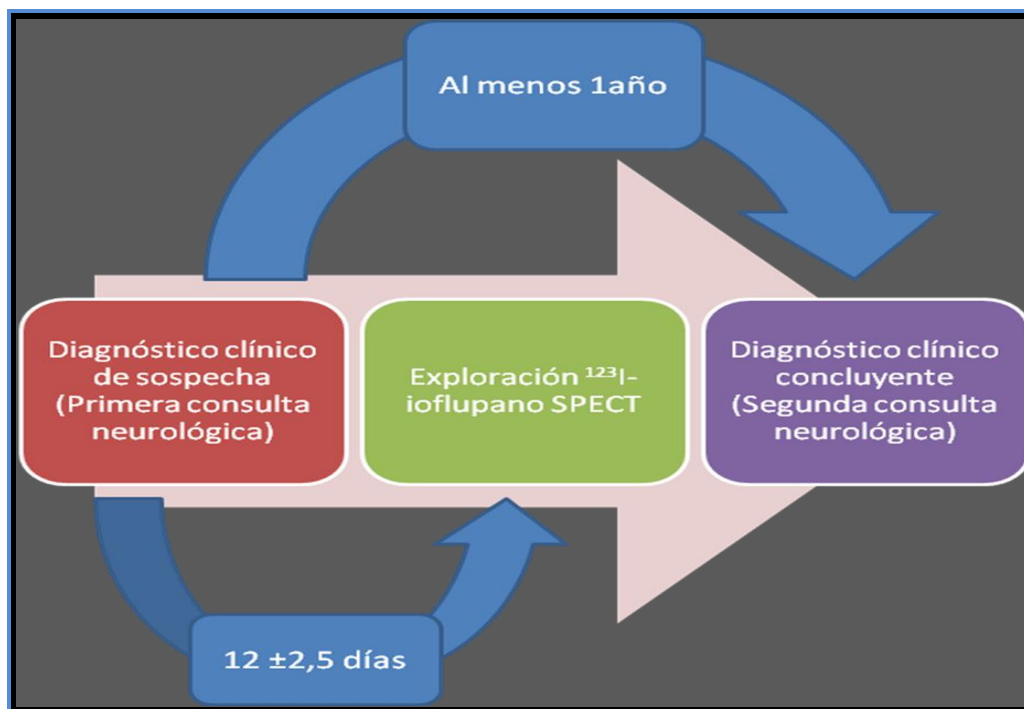 Al menos 1año
Diagnóstico clínico
de sospecha
(Primera consulta
neurológica)
Exploración ¹²³I-
ioflupano SPECT
Diagnóstico clínico
concluyente
(Segunda consulta
neurológica)
12 ±2,5 días